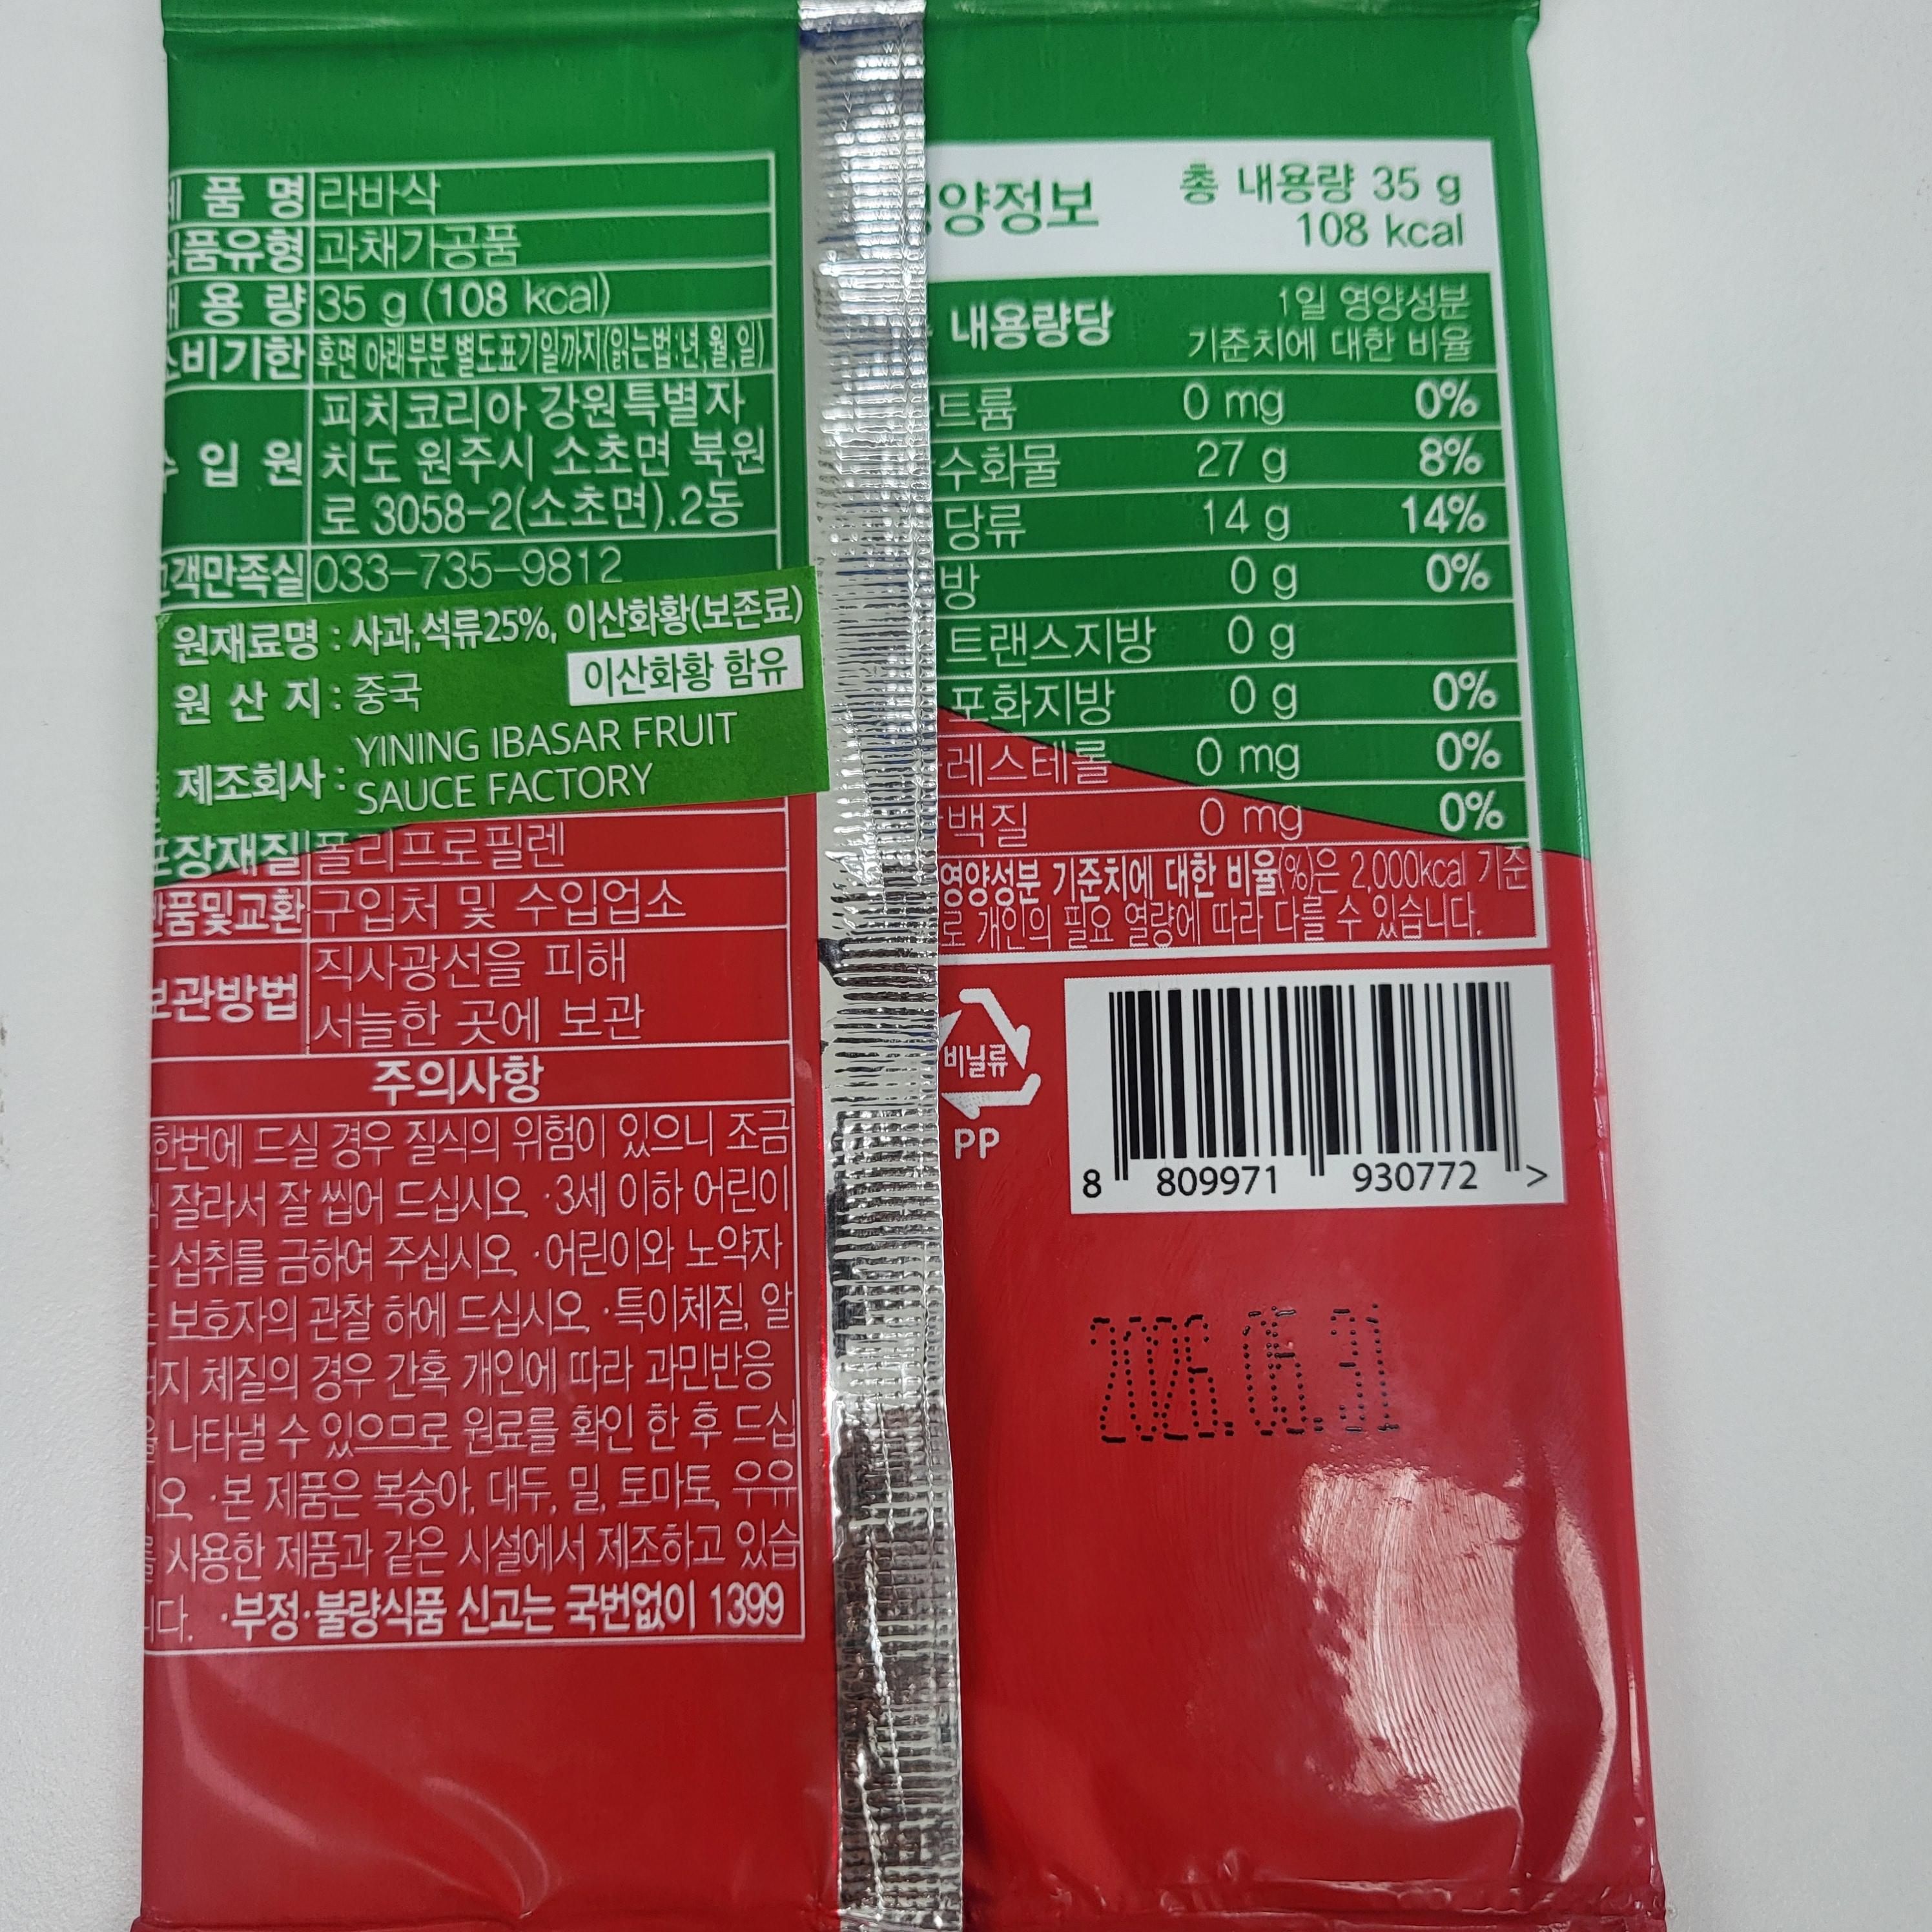 품 명 라바삭
식품유형 과채가공품
용 량 35 g (108 kcal)
소비기한 후면 아래부분 별도표기일까지(읽는법:년,월,일)
수 입 원 피치코리아 강원특별자
치도 원주시 소초면 북원
로 3058-2(소초면).2동
고객만족실 033-735-9812
원재료명 : 사과,석류25%, 이산화황(보존료)
이산화황 함유
원 산 지 : 중국
제조회사 : YINING IBASAR FRUIT
SAUCE FACTORY
포장재질 폴리프로필렌
반품및교환 구입처 및 수입업소
보관방법 직사광선을 피해
서늘한 곳에 보관
주의사항
한번에 드실 경우 질식의 위험이 있으니 조금
잘라서 잘 씹어 드십시오. ·3세 이하 어린이
섭취를 금하여 주십시오. ·어린이와 노약자
보호자의 관찰 하에 드십시오. ·특이체질, 알
러지 체질의 경우 간혹 개인에 따라 과민반응
을 나타낼 수 있으므로 원료를 확인 한 후 드십
시오. ·본 제품은 복숭아, 대두, 밀, 토마토, 우유
를 사용한 제품과 같은 시설에서 제조하고 있습
니다. ·부정·불량식품 신고는 국번없이 1399
영양정보
총 내용량 35 g
108 kcal
내용량당 1일 영양성분
기준치에 대한 비율
트륨 0 mg 0%
수화물 27 g 8%
당류 14 g 14%
방 0 g 0%
트랜스지방 0 g
포화지방 0 g 0%
레스테롤 0 mg 0%
백질 0 mg 0%
영양성분 기준치에 대한 비율(%)은 2,000kcal 기준
로 개인의 필요 열량에 따라 다를 수 있습니다.
비닐류
PP
8 809971 930772 >
2026.05.31